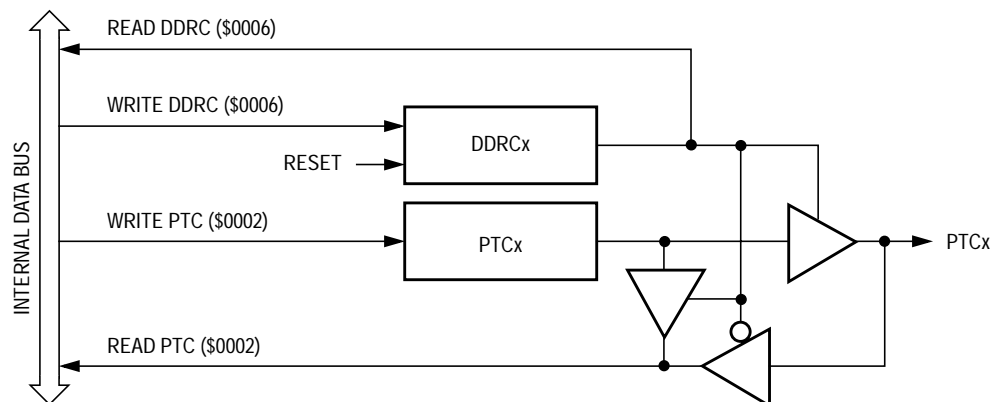 READ DDRC ($0006)
WRITE DDRC ($0006)
DDRCx
RESET
WRITE PTC ($0002)
PTCx
PTCx
READ PTC ($0002)
INTERNAL DATA BUS